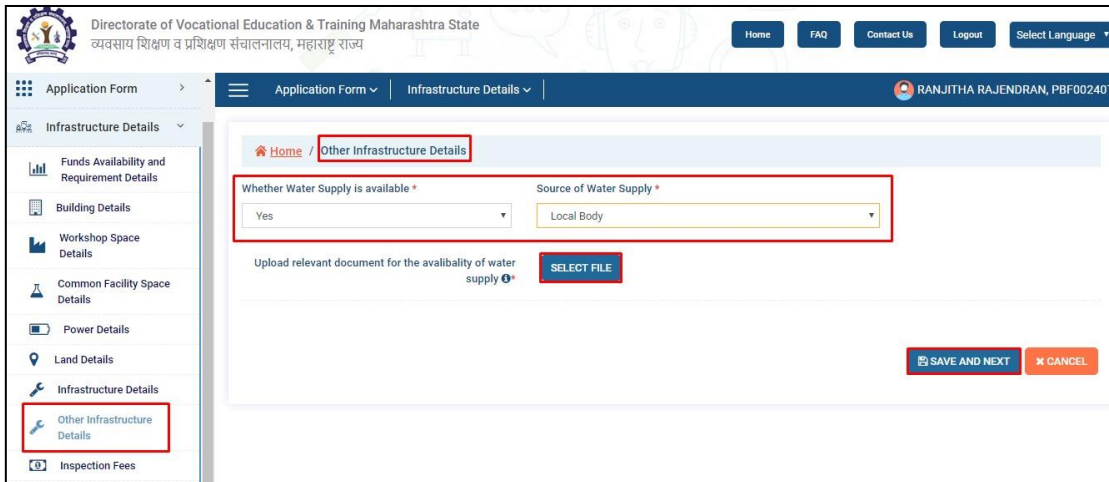 Directorate of Vocational Education & Training Maharashtra State
व्यवसाय शिक्षण व प्रशिक्षण संचालनालय, महाराष्ट्र राज्य
Home
FAQ
Contact Us
Logout
Select Language
Application Form
Infrastructure Details
Funds Availability and
Requirement Details
Building Details
Workshop Space
Details
Common Facility Space
Details
Power Details
Land Details
Infrastructure Details
Other Infrastructure
Details
Inspection Fees
Application Form
Infrastructure Details
RANJITHA RAJENDRAN, PBF00240
Home / Other Infrastructure Details
Whether Water Supply is available *
Yes
Source of Water Supply *
Local Body
Upload relevant document for the avalibality of water
supply *
SELECT FILE
SAVE AND NEXT
CANCEL